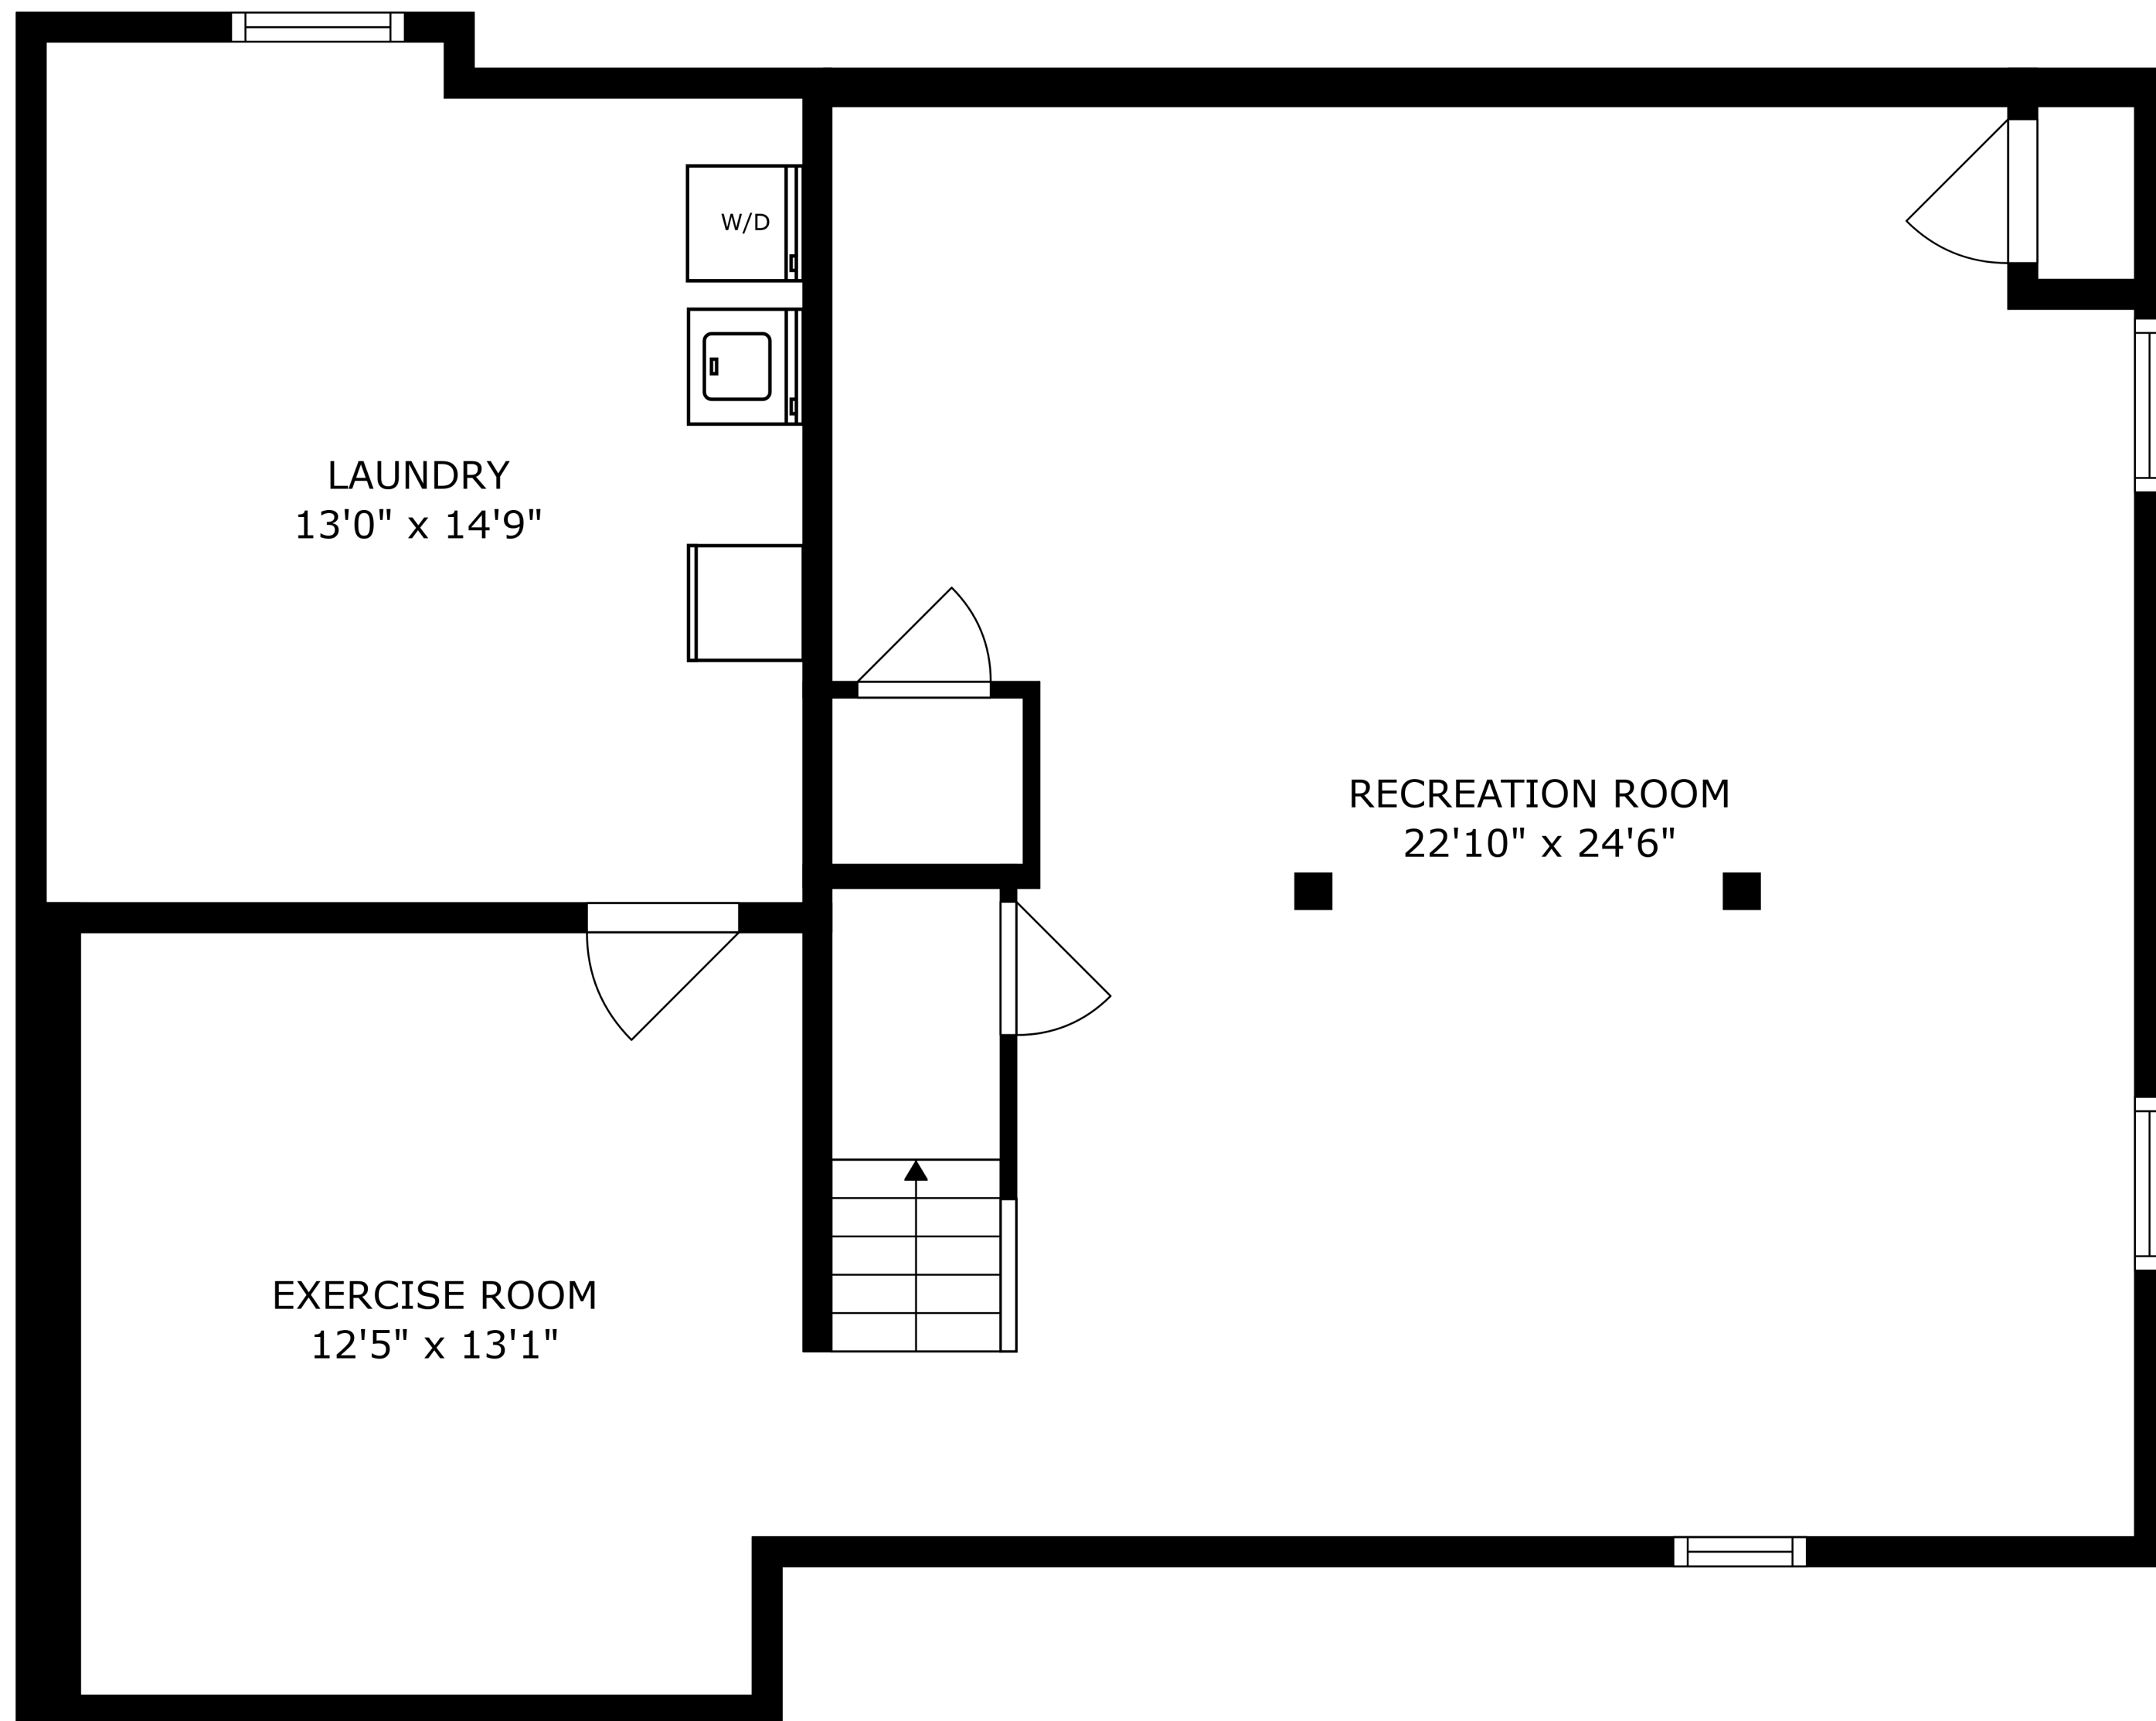 W/D
LAUNDRY
13'0" x 14'9"
RECREATION ROOM
22'10" x 24'6"
EXERCISE ROOM
12'5" x 13'1"